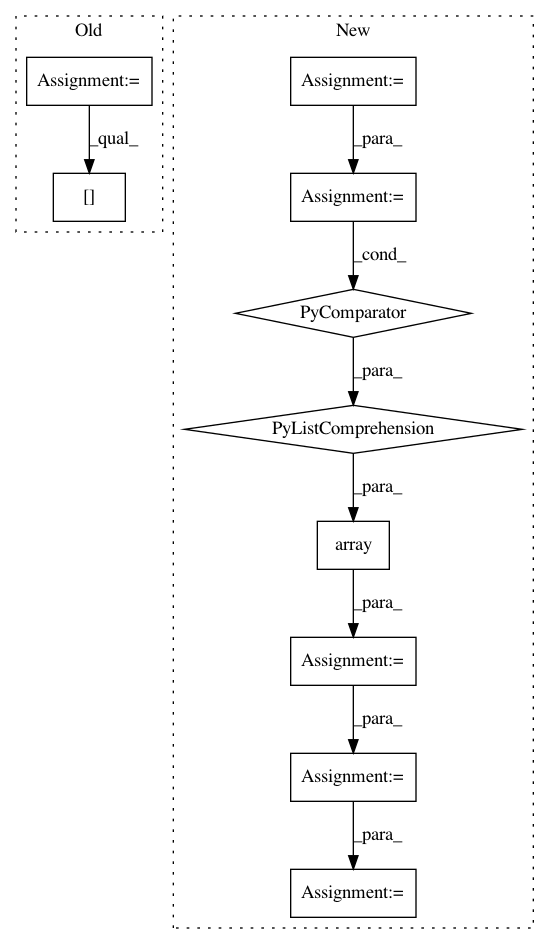 Old
Assignment:=
_qual_
[]
New
Assignment:=
_para_
Assignment:=
_cond_
PyComparator
_para_
PyListComprehension
_para_
array
_para_
Assignment:=
_para_
Assignment:=
_para_
Assignment:=